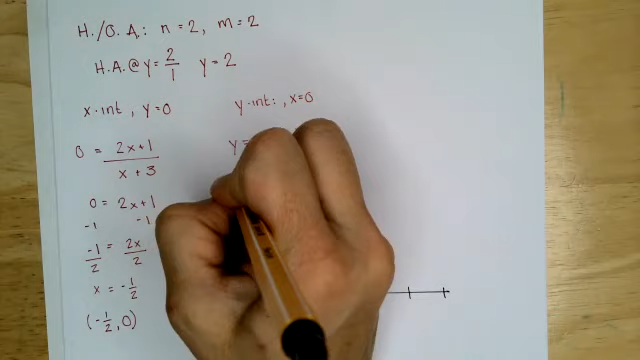 H./O.A: n = 2, m = 2
H.A.@ y = 2/1 y = 2
x-int, y = 0
y-int:, x = 0
0 = 2x+1 / x + 3
y =
0 = 2x + 1
-1 -1
-1/2 = 2x/2
x = -1/2
(-1/2, 0)